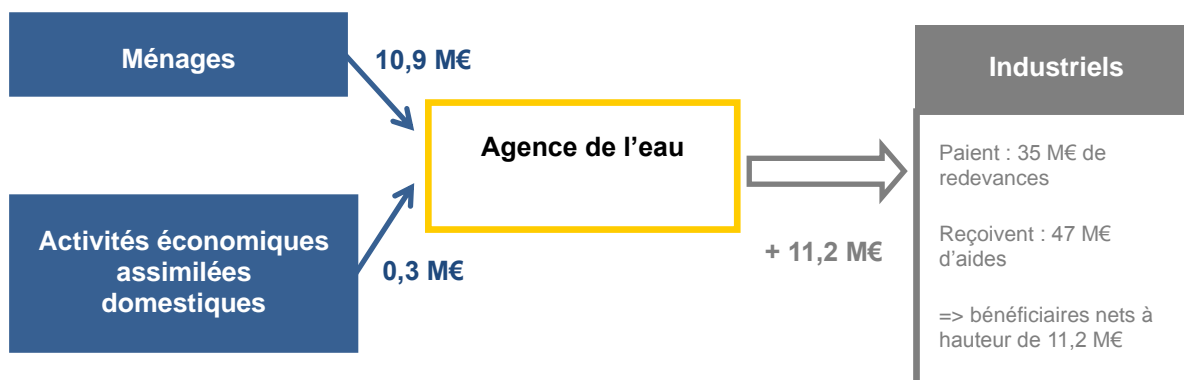 Ménages
10,9 M€
Activités économiques
assimilées
domestiques
0,3 M€
Agence de l’eau
+ 11,2 M€
Industriels
Paient : 35 M€ de
redevances
Reçoivent : 47 M€
d’aides
=> bénéficiaires nets à
hauteur de 11,2 M€